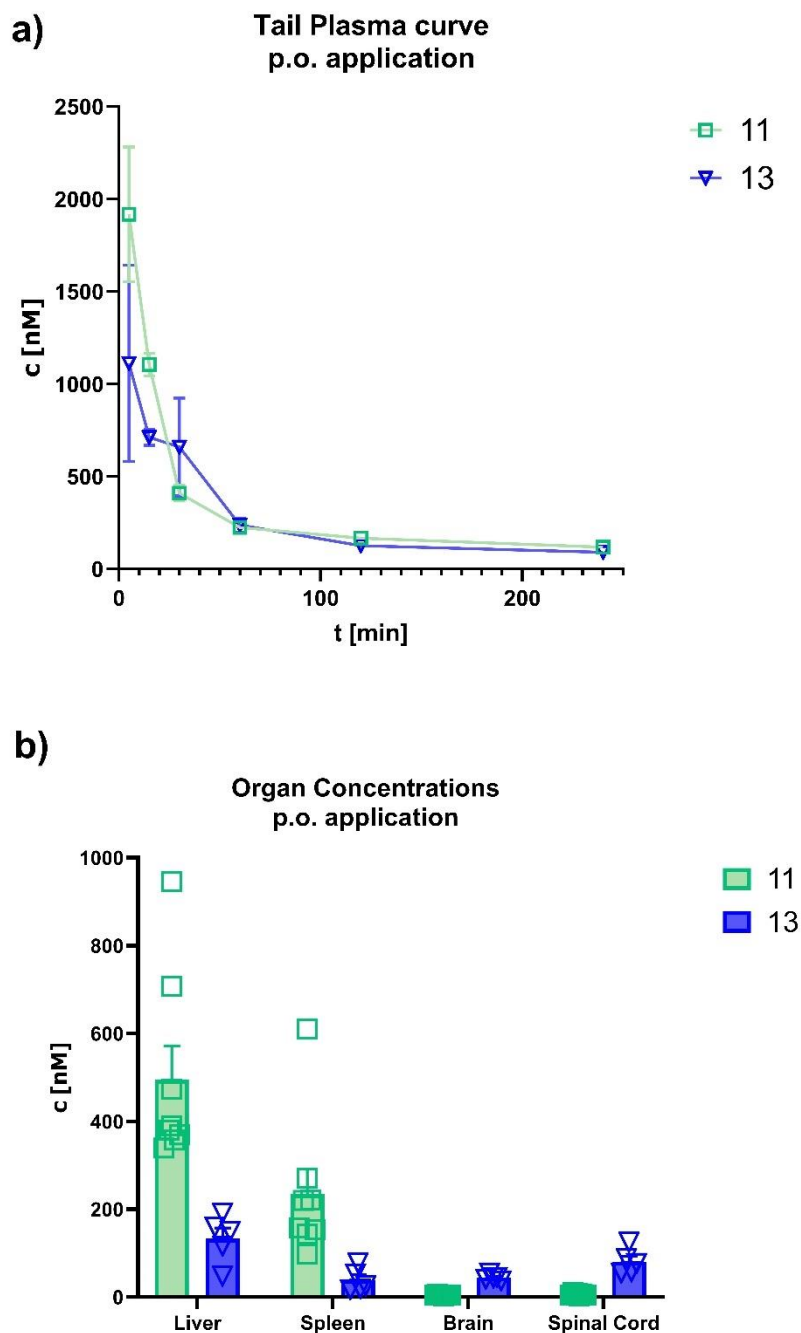 a)
Tail Plasma curve
p.o. application
2500
2000
1500
1000
500
0
c [nM]
0 100 200
t [min]
11
13
b)
Organ Concentrations
p.o. application
1000
800
600
400
200
0
c [nM]
Liver Spleen Brain Spinal Cord
11
13